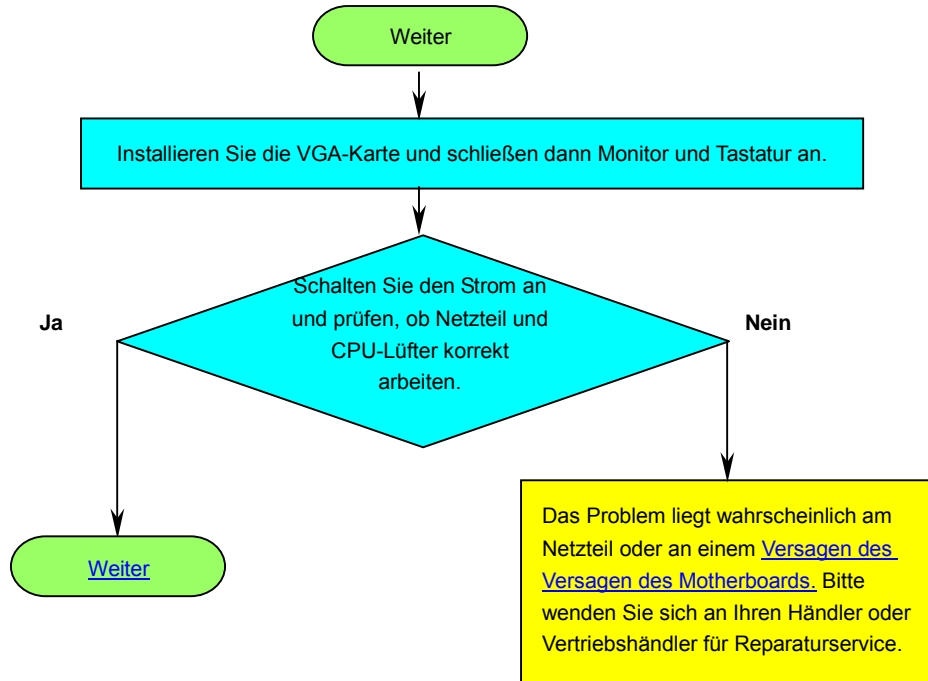 Weiter
Installieren Sie die VGA-Karte und schließen dann Monitor und Tastatur an.
Schalten Sie den Strom an
und prüfen, ob Netzteil und
CPU-Lüfter korrekt
arbeiten.
Ja
Nein
Weiter
Das Problem liegt wahrscheinlich am
Netzteil oder an einem Versagen des
Versagen des Motherboards. Bitte
wenden Sie sich an Ihren Händler oder
Vertriebshändler für Reparaturservice.